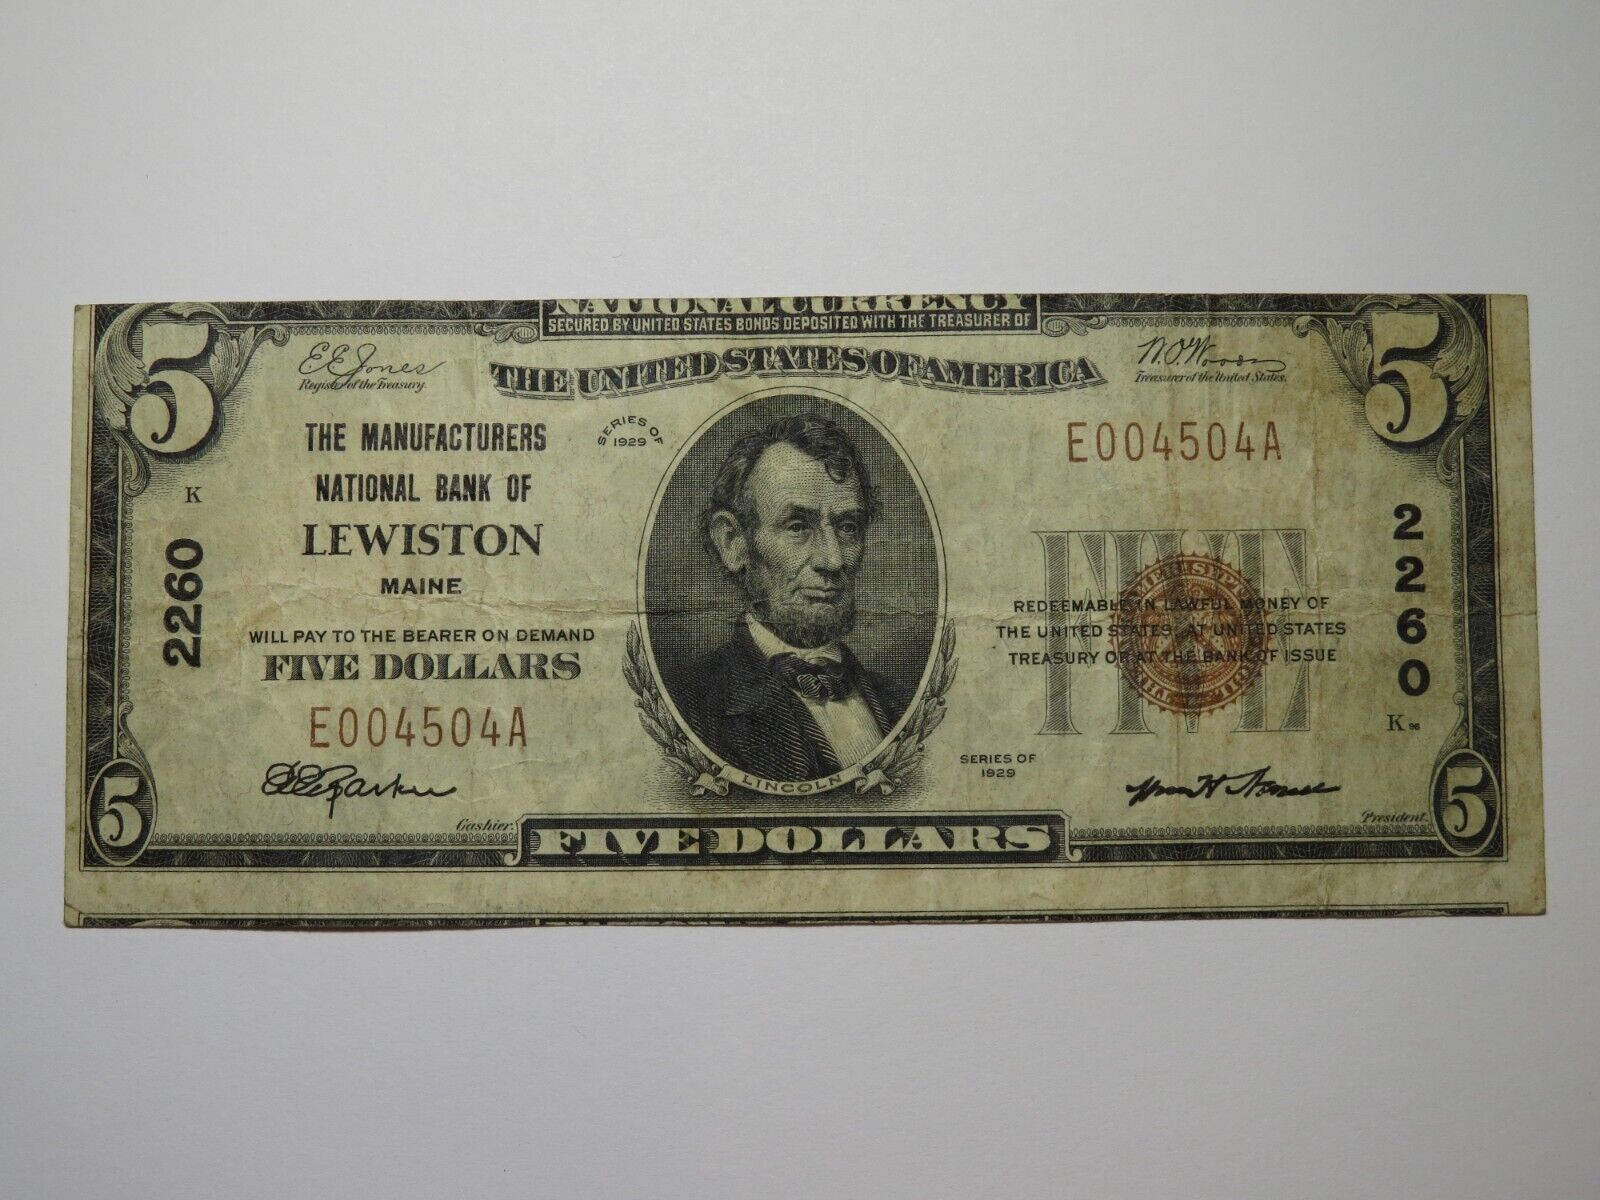 NATIONAL CURRENCY
SECURED BY UNITED STATES BONDS DEPOSITED WITH THE TREASURER OF
THE UNITED STATES OF AMERICA
5
5
E E Jones
Register of the Treasury.
W. O. Woods
Treasurer of the United States.
THE MANUFACTURERS
NATIONAL BANK OF
LEWISTON
MAINE
SERIES OF
1929
E004504A
K
2260
2260
WILL PAY TO THE BEARER ON DEMAND
FIVE DOLLARS
E004504A
FIVE
REDEEMABLE IN LAWFUL MONEY OF
THE UNITED STATES AT UNITED STATES
TREASURY OR AT THE BANK OF ISSUE
K 96
SERIES OF
1929
LINCOLN
Cashier.
President.
5
FIVE DOLLARS
5